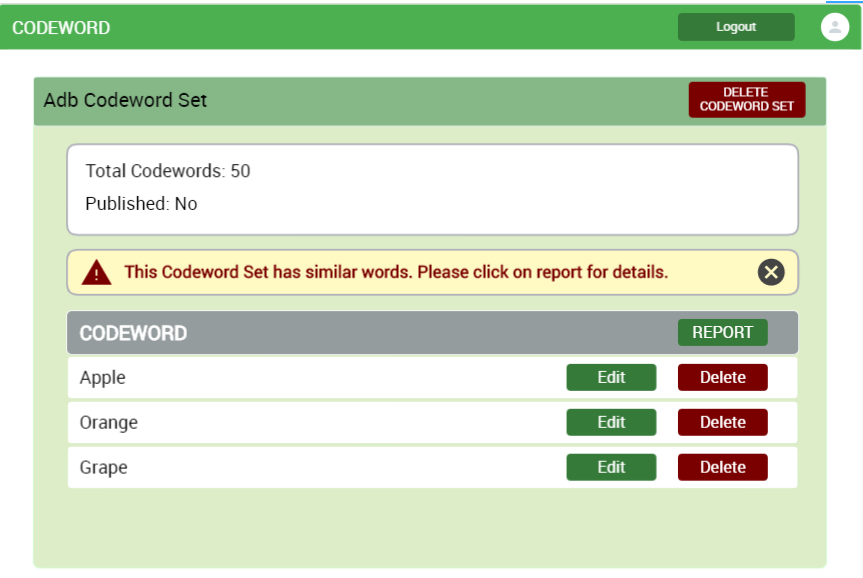 CODEWORD
Logout
Adb Codeword Set
DELETE
CODEWORD SET
Total Codewords: 50
Published: No
This Codeword Set has similar words. Please click on report for details.
CODEWORD
REPORT
Apple
Edit
Delete
Orange
Edit
Delete
Grape
Edit
Delete